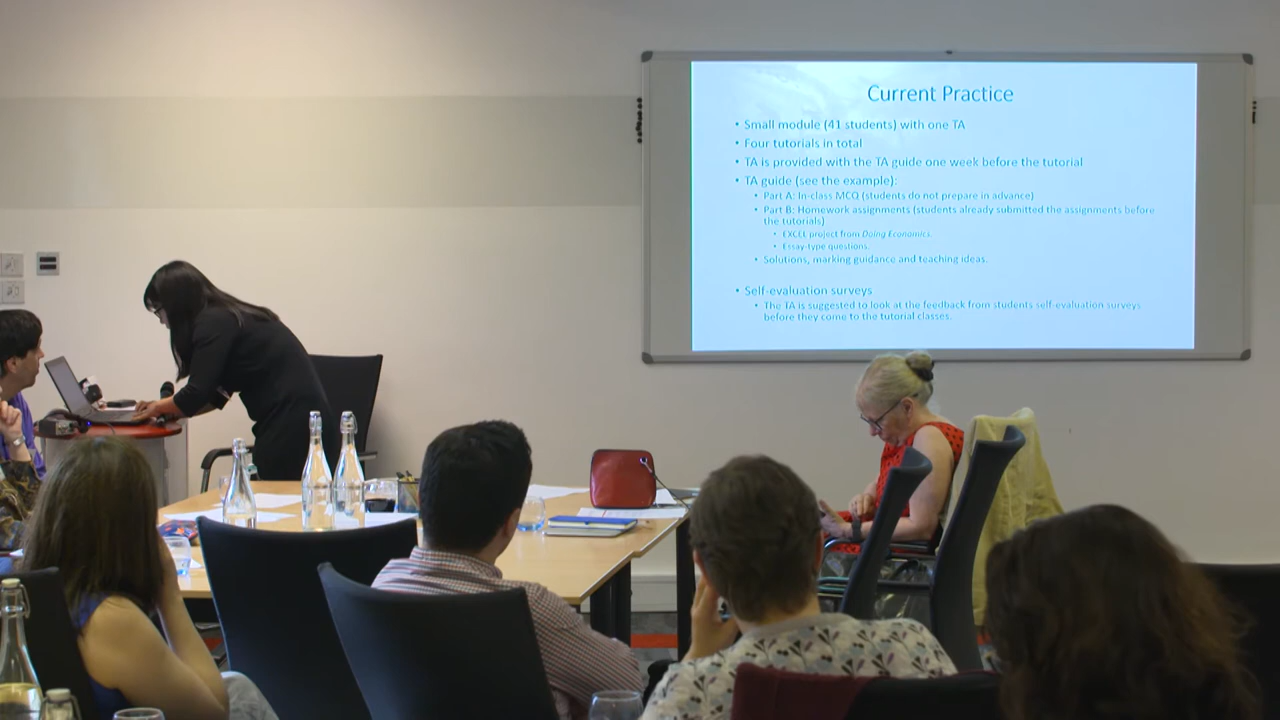 Current Practice
• Small module (41 students) with one TA
• Four tutorials in total
• TA is provided with the TA guide one week before the tutorial
• TA guide (see the example):
• Part A: In-class MCQ (students do not prepare in advance)
• Part B: Homework assignments (students already submitted the assignments before
the tutorials)
• EXCEL project from Doing Economics.
• Essay-type questions.
• Solutions, marking guidance and teaching ideas.
• Self-evaluation surveys
• The TA is suggested to look at the feedback from students self-evaluation surveys
before they come to the tutorial classes.